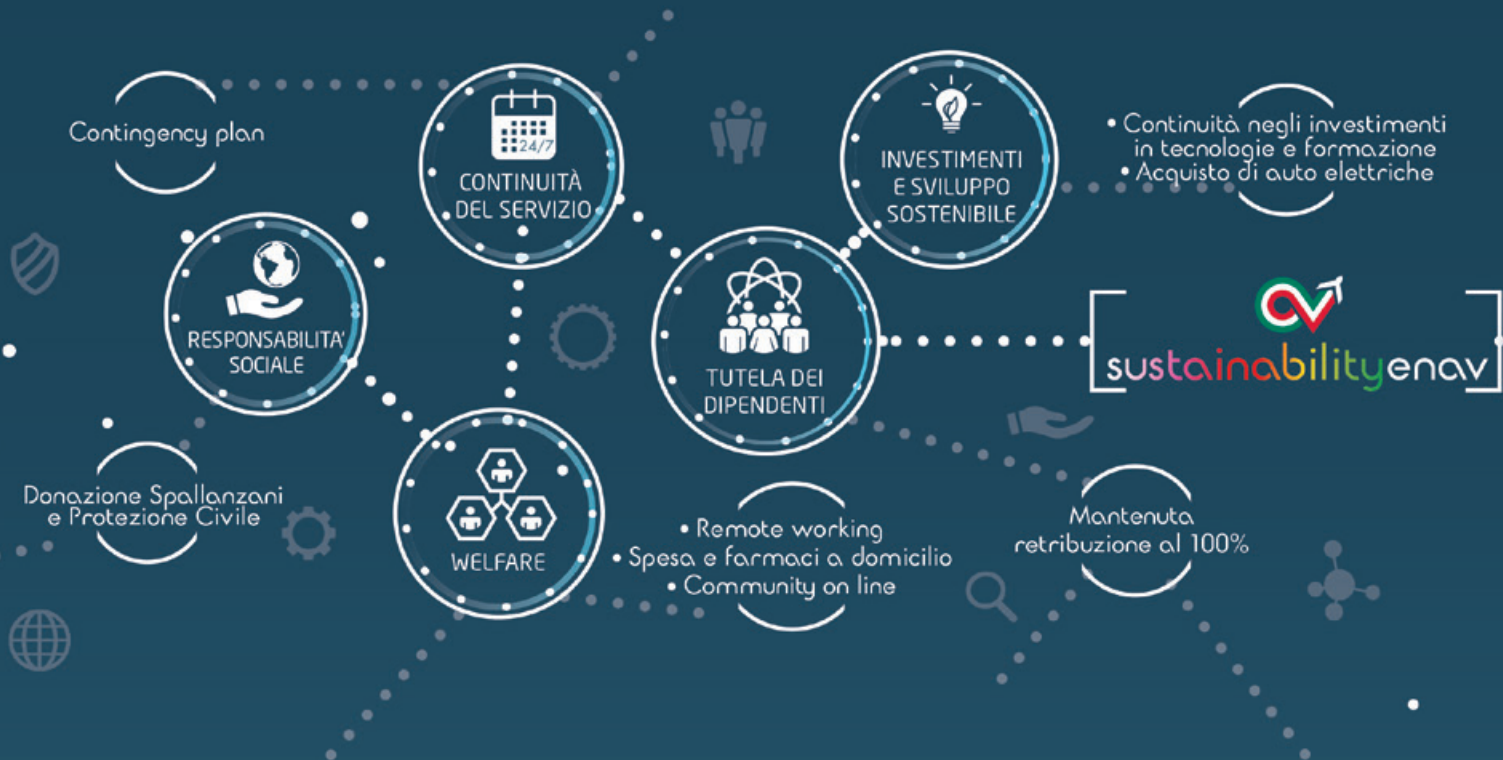 Contingency plan
24/7
CONTINUITÀ
DEL SERVIZIO
INVESTIMENTI
E SVILUPPO
SOSTENIBILE
• Continuità negli investimenti
in tecnologie e formazione
• Acquisto di auto elettriche
RESPONSABILITA'
SOCIALE
TUTELA DEI
DIPENDENTI
sustainabilityenav
Donazione Spallanzani
e Protezione Civile
WELFARE
• Remote working
• Spesa e farmaci a domicilio
• Community on line
Mantenuta
retribuzione al 100%